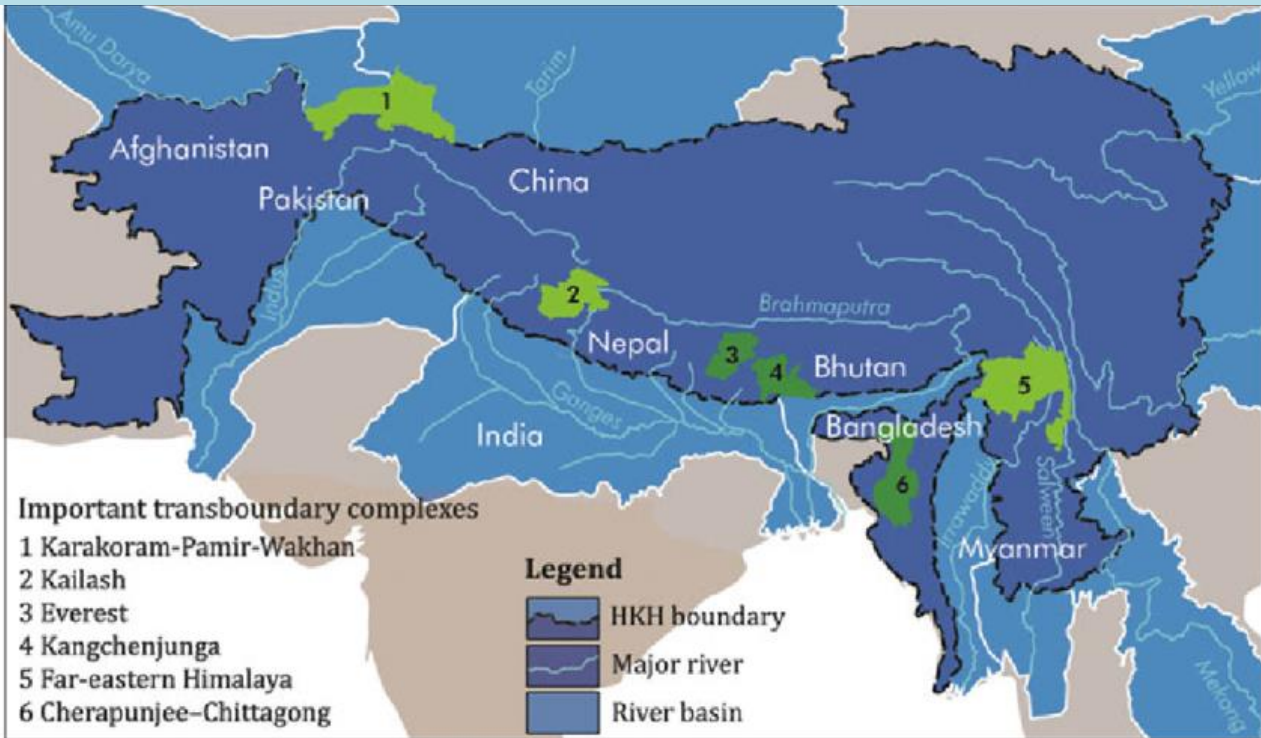 Amu Darya
Tarim
Yellow
Afghanistan
China
Pakistan
Indus
Brahmaputra
Nepal
Bhutan
Ganges
India
Bangladesh
Irrawaddy
Salween
Myanmar
Mekong
1
2
3
4
5
6
Important transboundary complexes
1 Karakoram-Pamir-Wakhan
2 Kailash
3 Everest
4 Kangchenjunga
5 Far-eastern Himalaya
6 Cherapunjee–Chittagong
Legend
HKH boundary
Major river
River basin